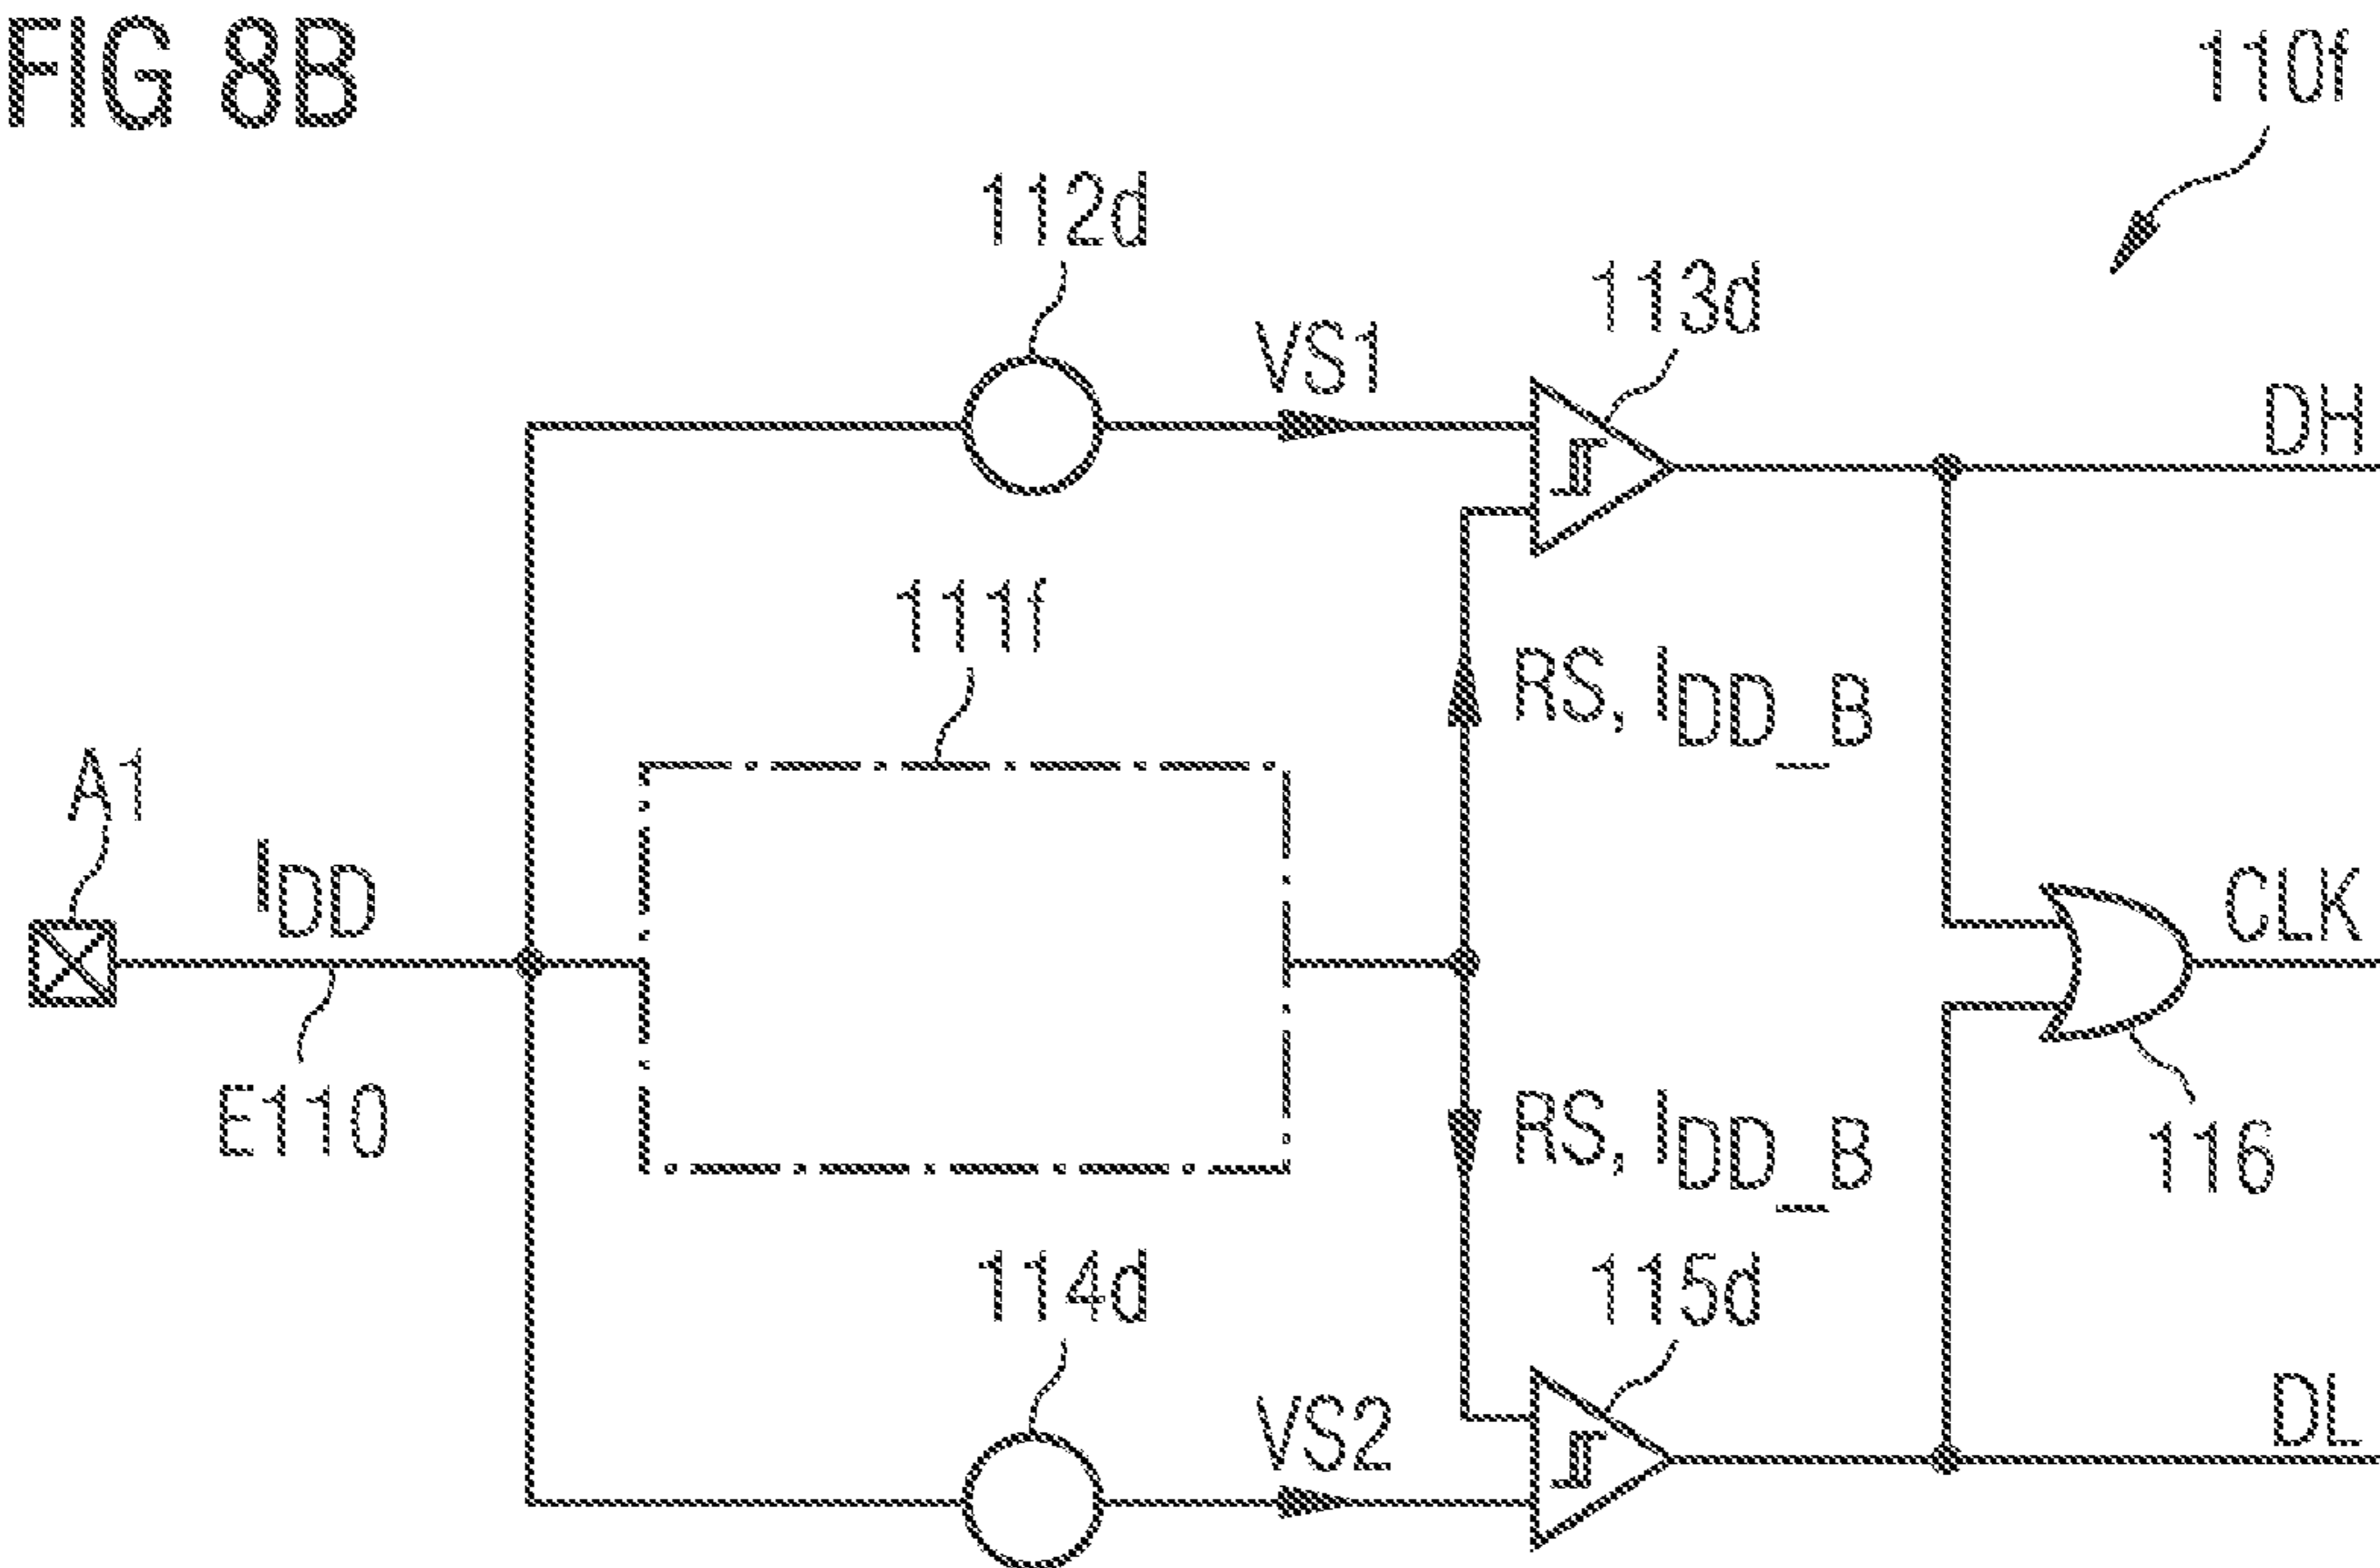 FIG 8B
110f
112d
113d
VS1
DH
111f
RS, IDD_B
A1
IDD
CLK
E110
RS, IDD_B
116
114d
115d
VS2
DL